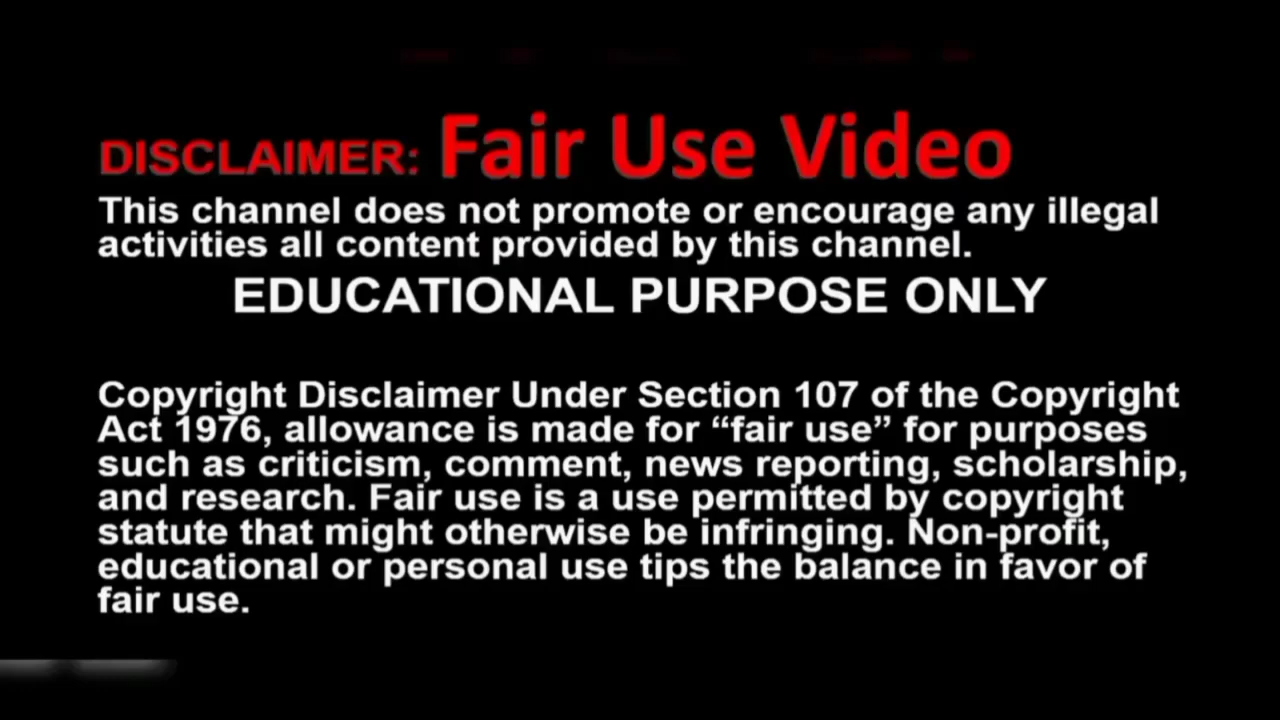 DISCLAIMER: Fair Use Video
This channel does not promote or encourage any illegal
activities all content provided by this channel.
EDUCATIONAL PURPOSE ONLY
Copyright Disclaimer Under Section 107 of the Copyright
Act 1976, allowance is made for “fair use” for purposes
such as criticism, comment, news reporting, scholarship,
and research. Fair use is a use permitted by copyright
statute that might otherwise be infringing. Non-profit,
educational or personal use tips the balance in favor of
fair use.